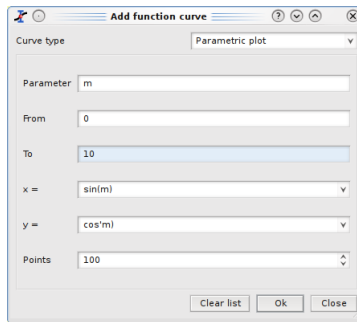 Add function curve
Curve type Parametric plot
Parameter m
From 0
To 10
x = sin(m)
y = cos'm)
Points 100
Clear list Ok Close